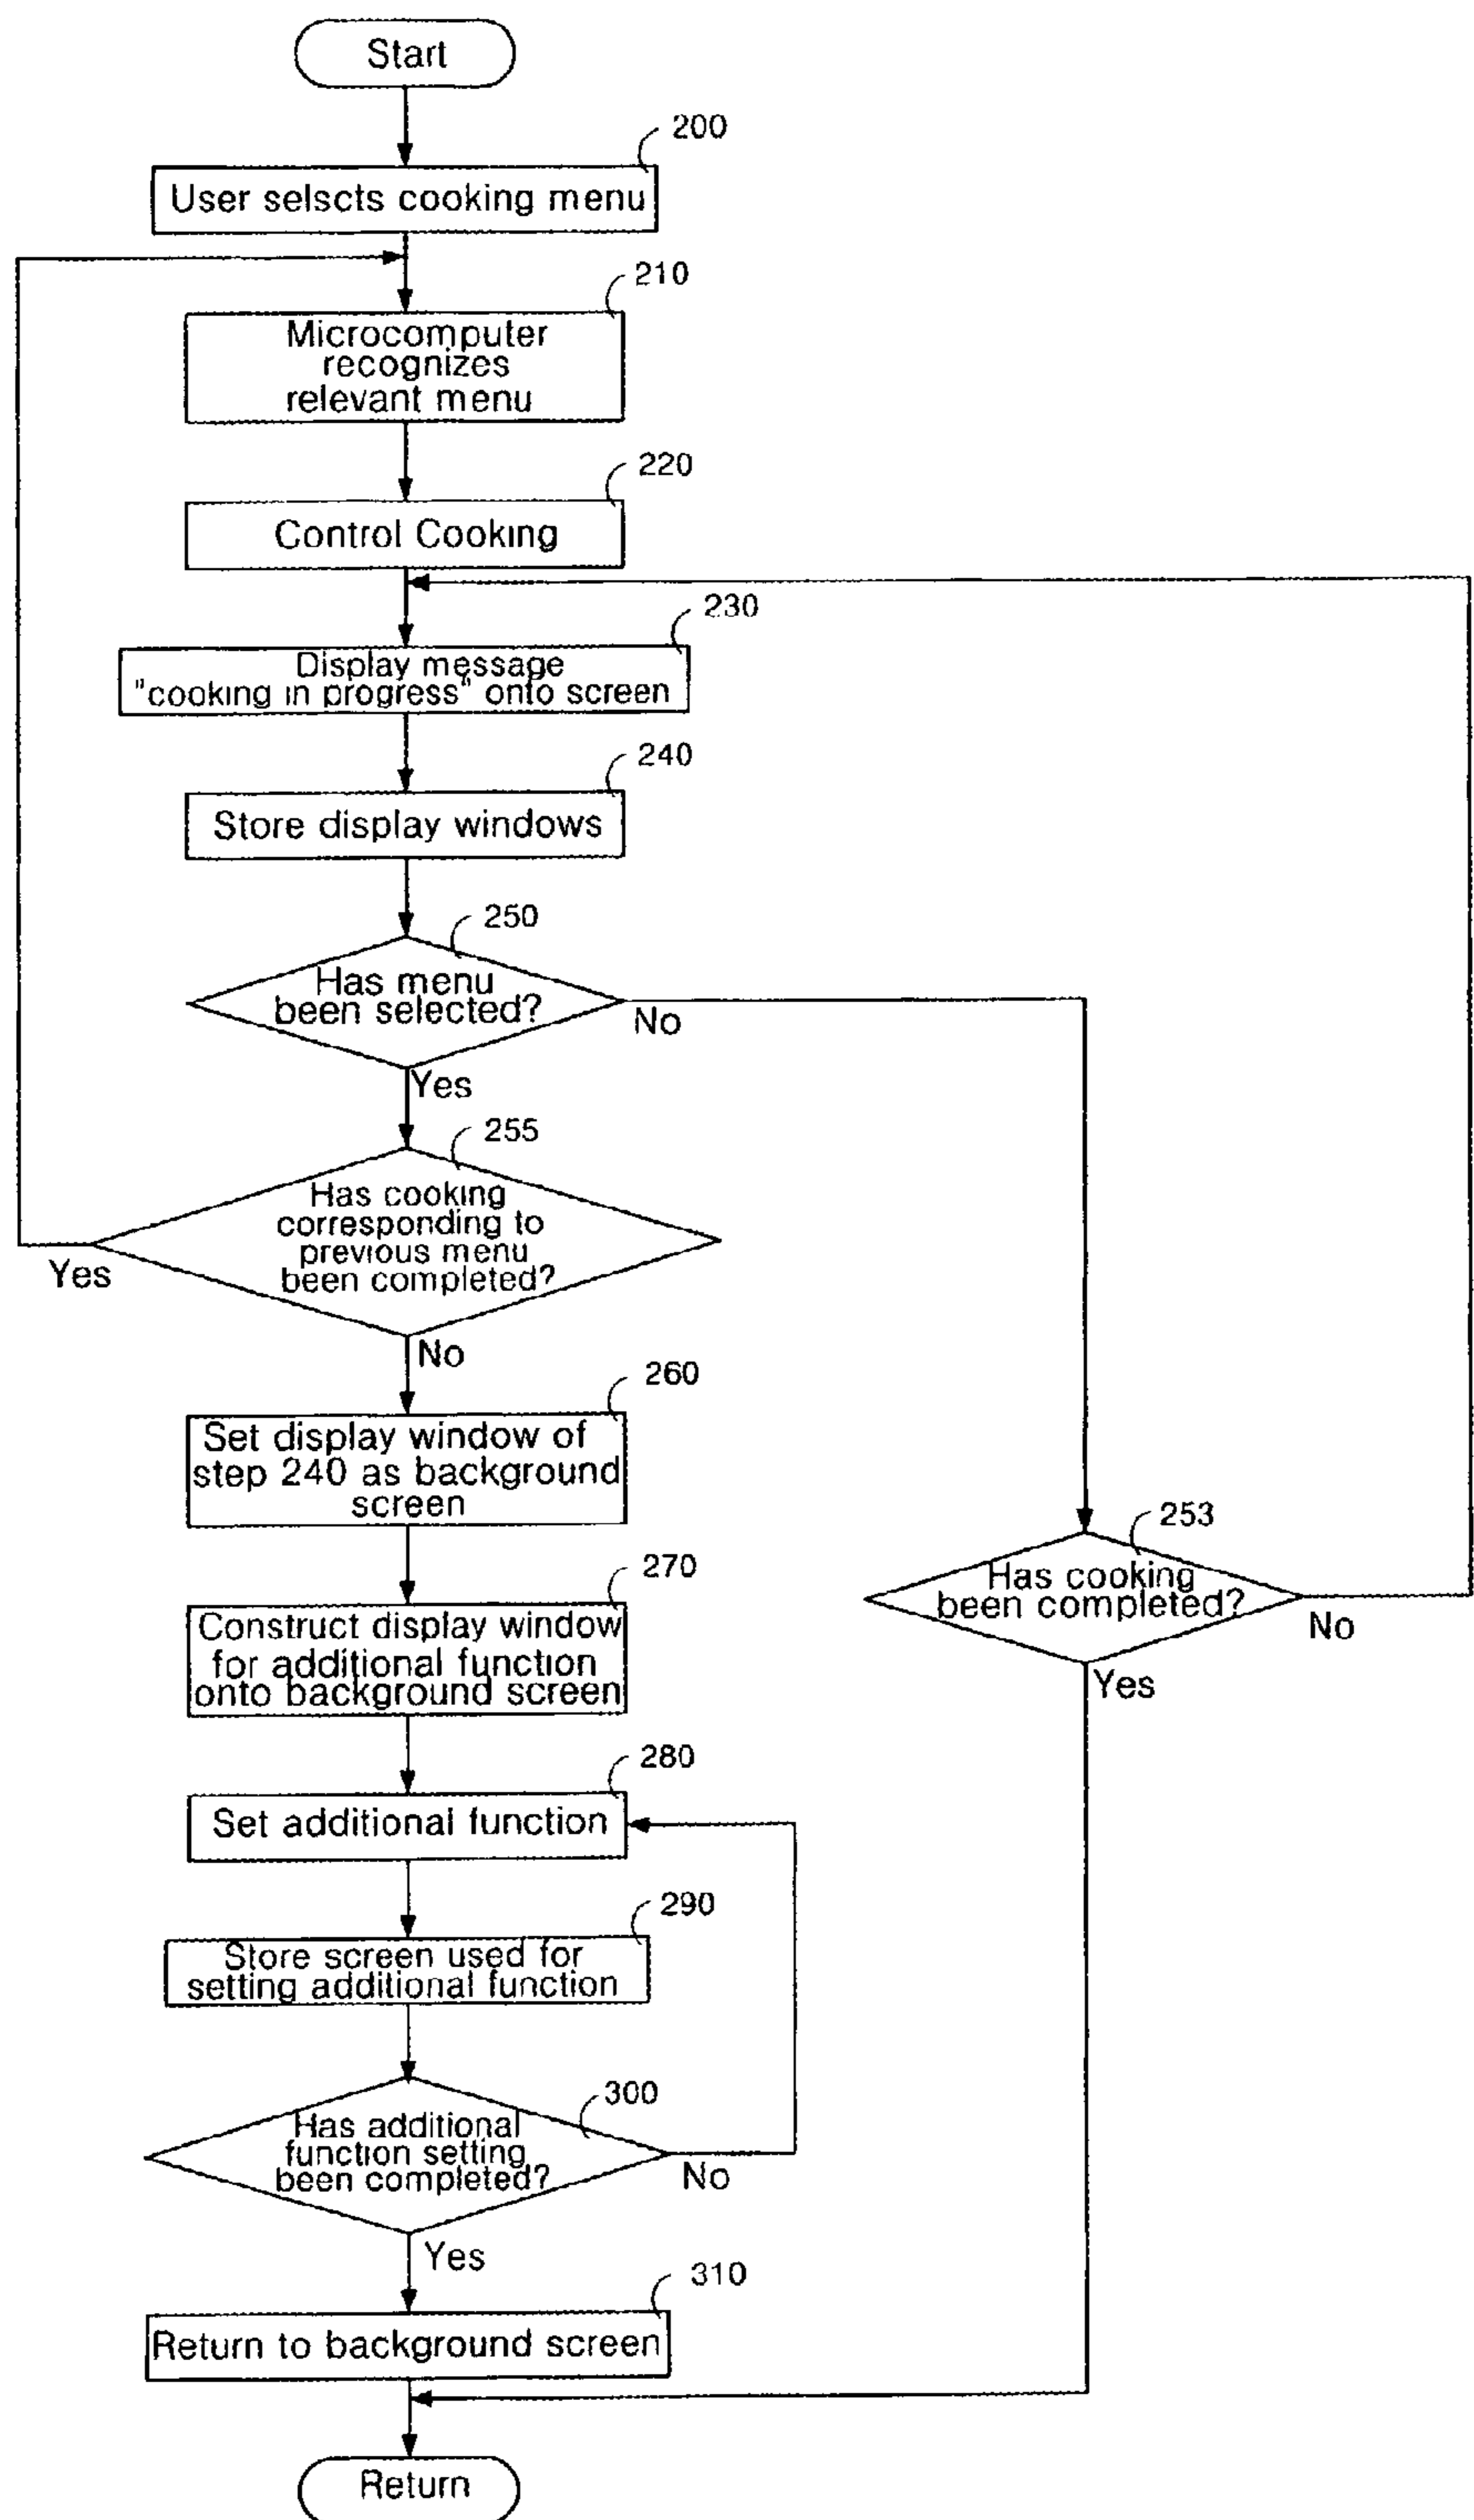 Start
200
User selscts cooking menu
210
Microcomputer
recognizes
relevant menu
220
Control Cooking
230
Display message
"cooking in progress" onto screen
240
Store display windows
250
Has menu
been selected?
No
Yes
255
Has cooking
corresponding to
previous menu
been completed?
Yes
No
260
Set display window of
step 240 as background
screen
253
Has cooking
been completed?
No
Yes
270
Construct display window
for additional function
onto background screen
280
Set additional function
290
Store screen used for
setting additional function
300
Has additional
function setting
been completed?
No
Yes
310
Return to background screen
Return